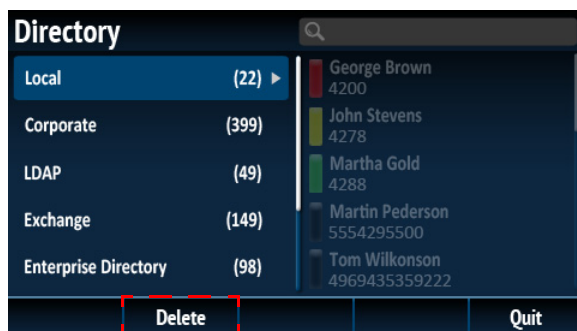 Directory
Local (22)
Corporate (399)
LDAP (49)
Exchange (149)
Enterprise Directory (98)
George Brown
4200
John Stevens
4278
Martha Gold
4288
Martin Pederson
5554295500
Tom Wilkonson
4969435359222
Delete Quit